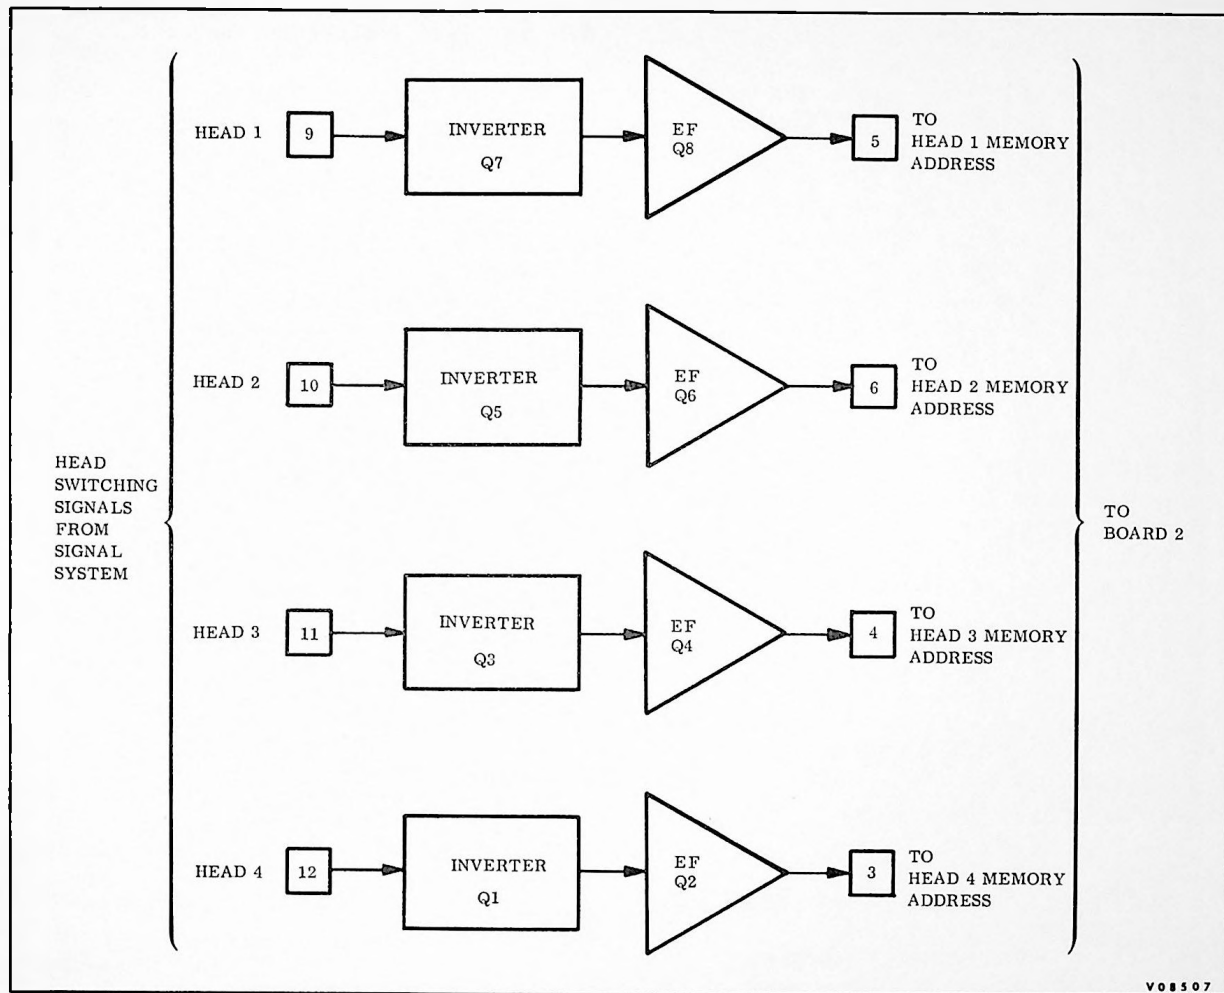 HEAD 1
9
INVERTER
Q7
EF
Q8
5
TO
HEAD 1 MEMORY
ADDRESS
HEAD 2
10
INVERTER
Q5
EF
Q6
6
TO
HEAD 2 MEMORY
ADDRESS
HEAD
SWITCHING
SIGNALS
FROM
SIGNAL
SYSTEM
TO
BOARD 2
HEAD 3
11
INVERTER
Q3
EF
Q4
4
TO
HEAD 3 MEMORY
ADDRESS
HEAD 4
12
INVERTER
Q1
EF
Q2
3
TO
HEAD 4 MEMORY
ADDRESS
V08507